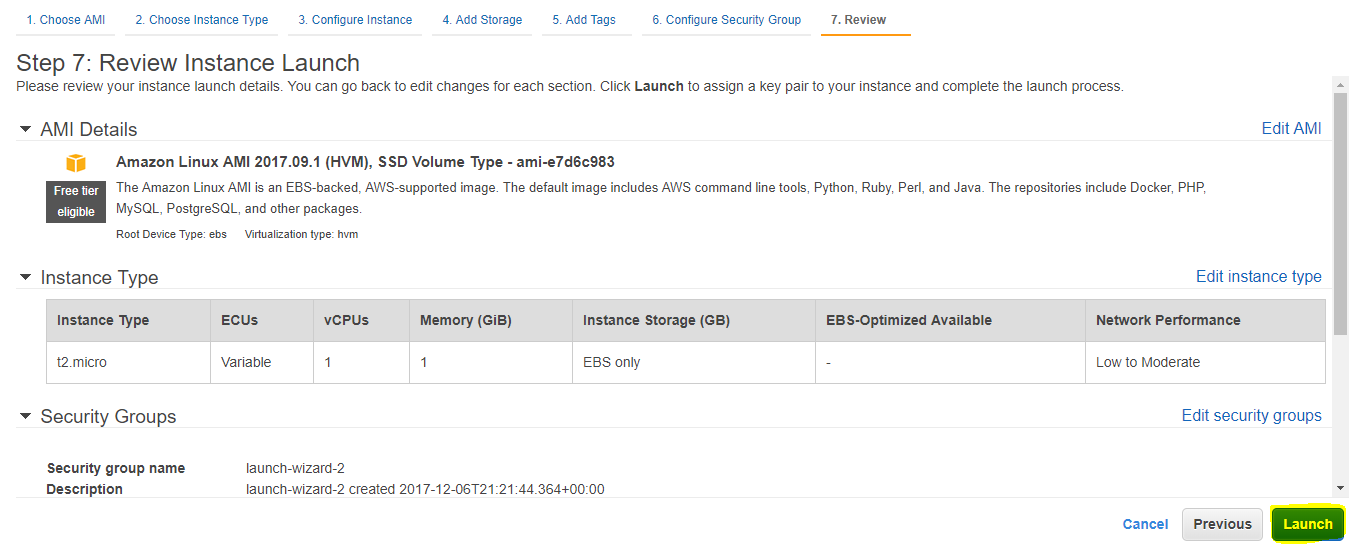 1. Choose AMI 2. Choose Instance Type 3. Configure Instance 4. Add Storage 5. Add Tags 6. Configure Security Group 7. Review
Step 7: Review Instance Launch
Please review your instance launch details. You can go back to edit changes for each section. Click Launch to assign a key pair to your instance and complete the launch process.
AMI Details Edit AMI
Amazon Linux AMI 2017.09.1 (HVM), SSD Volume Type - ami-e7d6c983
Free tier
eligible
The Amazon Linux AMI is an EBS-backed, AWS-supported image. The default image includes AWS command line tools, Python, Ruby, Perl, and Java. The repositories include Docker, PHP,
MySQL, PostgreSQL, and other packages.
Root Device Type: ebs Virtualization type: hvm
Instance Type Edit instance type
Instance Type ECUs vCPUs Memory (GiB) Instance Storage (GB) EBS-Optimized Available Network Performance
t2.micro Variable 1 1 EBS only - Low to Moderate
Security Groups Edit security groups
Security group name launch-wizard-2
Description launch-wizard-2 created 2017-12-06T21:21:44.364+00:00
Cancel Previous Launch